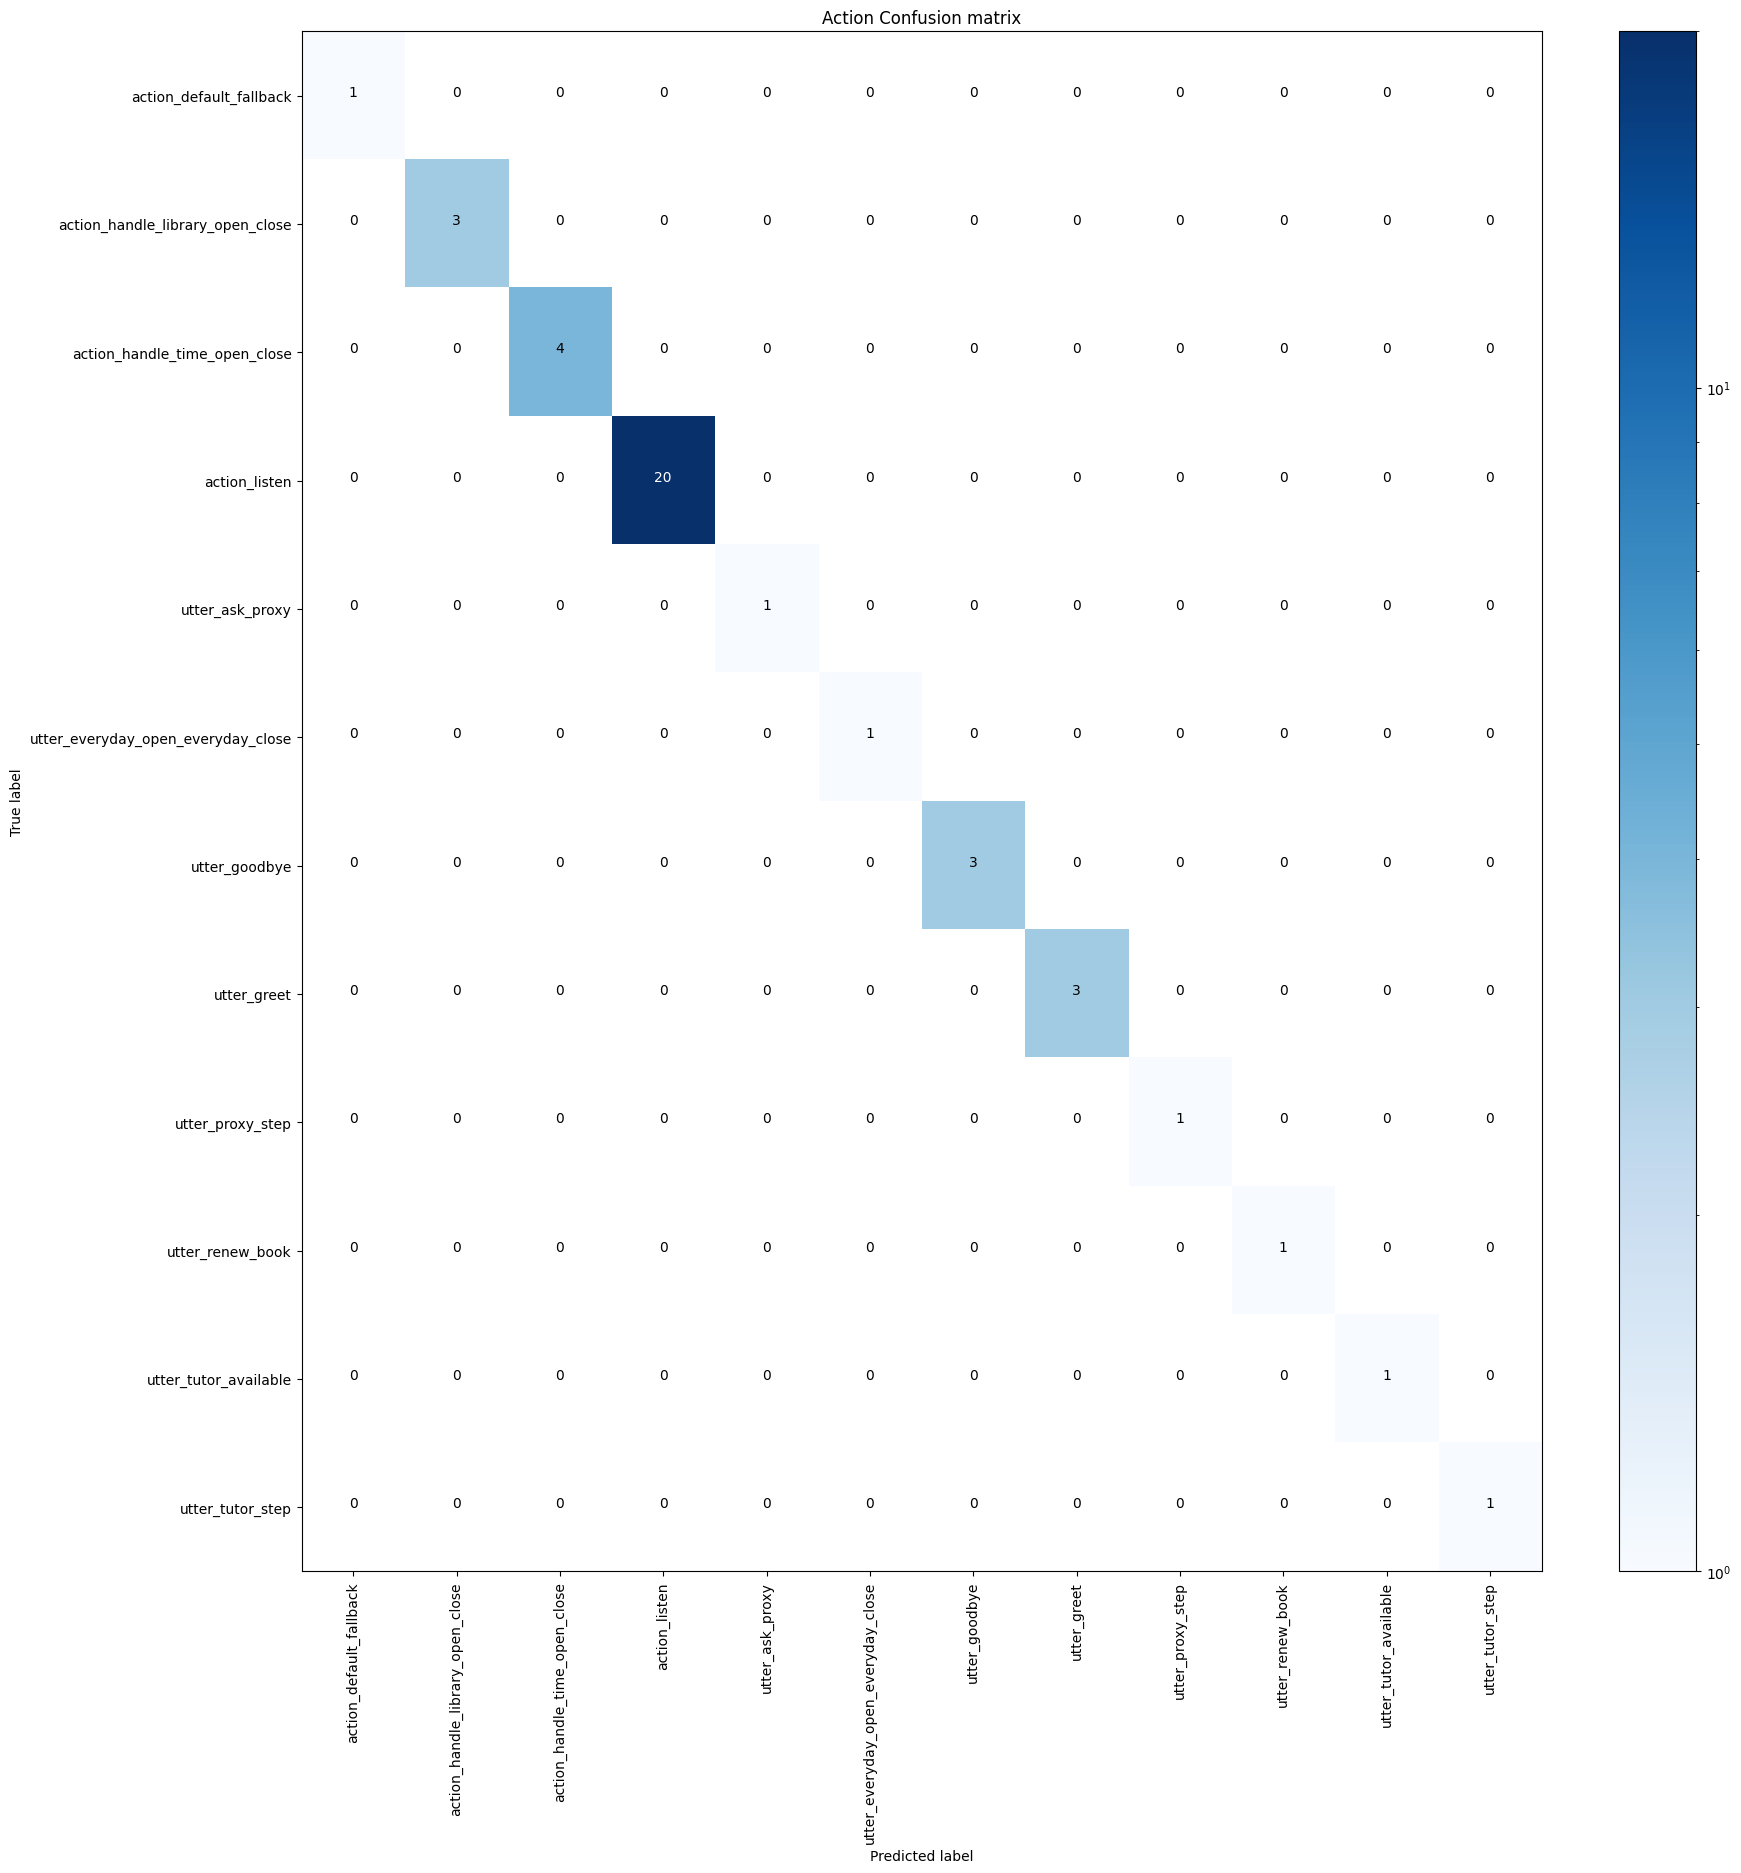 Action Confusion matrix
action_default_fallback 1 0 0 0 0 0 0 0 0 0 0 0
action_handle_library_open_close 0 3 0 0 0 0 0 0 0 0 0 0
action_handle_time_open_close 0 0 4 0 0 0 0 0 0 0 0 0
10¹
action_listen 0 0 0 20 0 0 0 0 0 0 0 0
utter_ask_proxy 0 0 0 0 1 0 0 0 0 0 0 0
utter_everyday_open_everyday_close 0 0 0 0 0 1 0 0 0 0 0 0
True label
utter_goodbye 0 0 0 0 0 0 3 0 0 0 0 0
utter_greet 0 0 0 0 0 0 0 3 0 0 0 0
utter_proxy_step 0 0 0 0 0 0 0 0 1 0 0 0
utter_renew_book 0 0 0 0 0 0 0 0 0 1 0 0
utter_tutor_available 0 0 0 0 0 0 0 0 0 0 1 0
utter_tutor_step 0 0 0 0 0 0 0 0 0 0 0 1
10⁰
action_default_fallback
action_handle_library_open_close
action_handle_time_open_close
action_listen
utter_ask_proxy
utter_everyday_open_everyday_close
utter_goodbye
utter_greet
utter_proxy_step
utter_renew_book
utter_tutor_available
utter_tutor_step
Predicted label